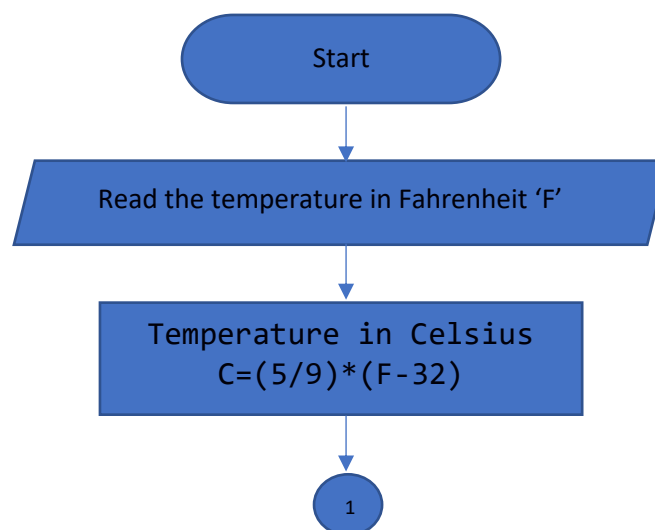 Start
Read the temperature in Fahrenheit ‘F’
Temperature in Celsius
C=(5/9)*(F-32)
1